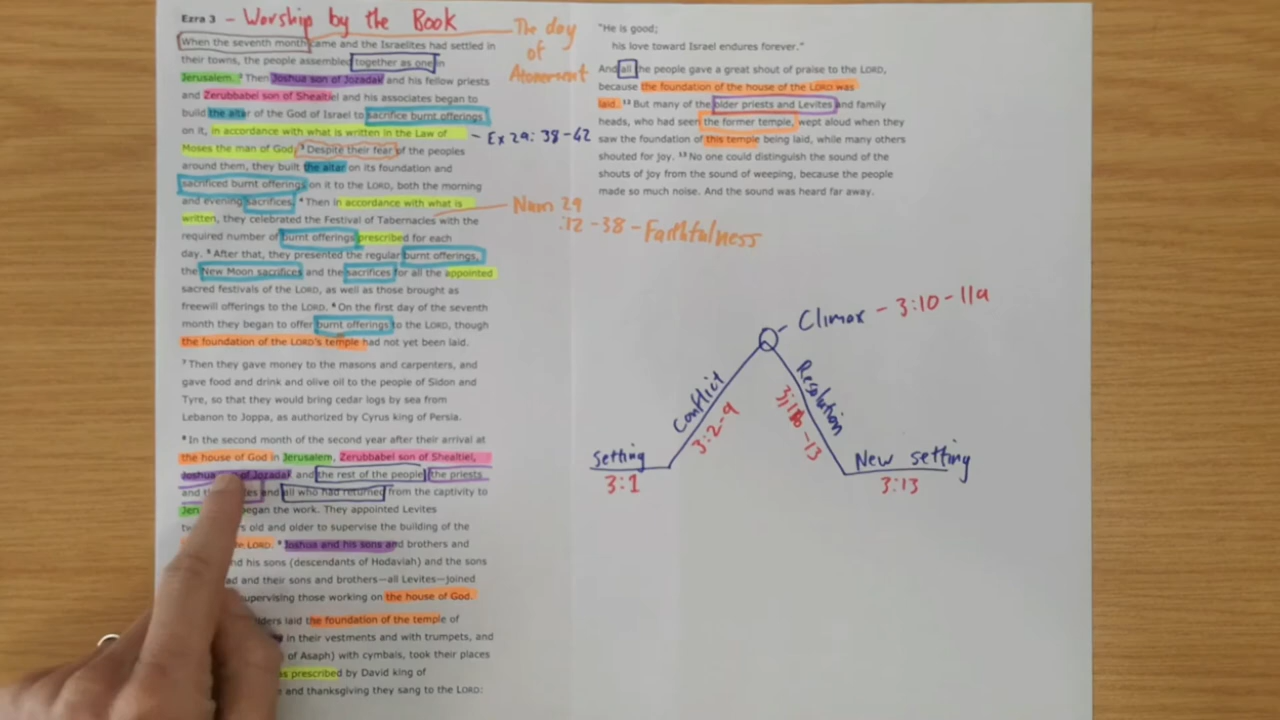 Ezra 3 - Worship by the Book
When the seventh month came and the Israelites had settled in
their towns, the people assembled together as one in
Jerusalem. 2 Then Joshua son of Jozadak and his fellow priests
and Zerubbabel son of Shealtiel and his associates began to
build the altar of the God of Israel to sacrifice burnt offerings
on it, in accordance with what is written in the Law of
Moses the man of God. 3 Despite their fear of the peoples
around them, they built the altar on its foundation and
sacrificed burnt offerings on it to the LORD, both the morning
and evening sacrifices. 4 Then in accordance with what is
written, they celebrated the Festival of Tabernacles with the
required number of burnt offerings prescribed for each
day. 5 After that, they presented the regular burnt offerings,
the New Moon sacrifices and the sacrifices for all the appointed
sacred festivals of the LORD, as well as those brought as
freewill offerings to the LORD. 6 On the first day of the seventh
month they began to offer burnt offerings to the LORD, though
the foundation of the LORD's temple had not yet been laid.
7 Then they gave money to the masons and carpenters, and
gave food and drink and olive oil to the people of Sidon and
Tyre, so that they would bring cedar logs by sea from
Lebanon to Joppa, as authorized by Cyrus king of Persia.
8 In the second month of the second year after their arrival at
the house of God in Jerusalem, Zerubbabel son of Shealtiel,
Joshua of Jozadak and the rest of the people (the priests
and and all who had returned from the captivity to
began the work. They appointed Levites
old and older to supervise the building of the
LORD. 9 Joshua and his sons and brothers and
and his sons (descendants of Hodaviah) and the sons
and their sons and brothers—all Levites—joined
supervising those working on the house of God.
laid the foundation of the temple of
in their vestments and with trumpets, and
of Asaph) with cymbals, took their places
as prescribed by David king of
and thanksgiving they sang to the LORD:
The day
of
Atonement
- Ex 29:38-42
Num 29
:12-38 - Faithfulness
"He is good;
his love toward Israel endures forever."
And all the people gave a great shout of praise to the LORD,
because the foundation of the house of the LORD was
laid. 12 But many of the older priests and Levites and family
heads, who had seen the former temple, wept aloud when they
saw the foundation of this temple being laid, while many others
shouted for joy. 13 No one could distinguish the sound of the
shouts of joy from the sound of weeping, because the people
made so much noise. And the sound was heard far away.
Climax - 3:10-11a
Conflict
3:2-9
Resolution
3:11b-13
Setting
3:1
New setting
3:13